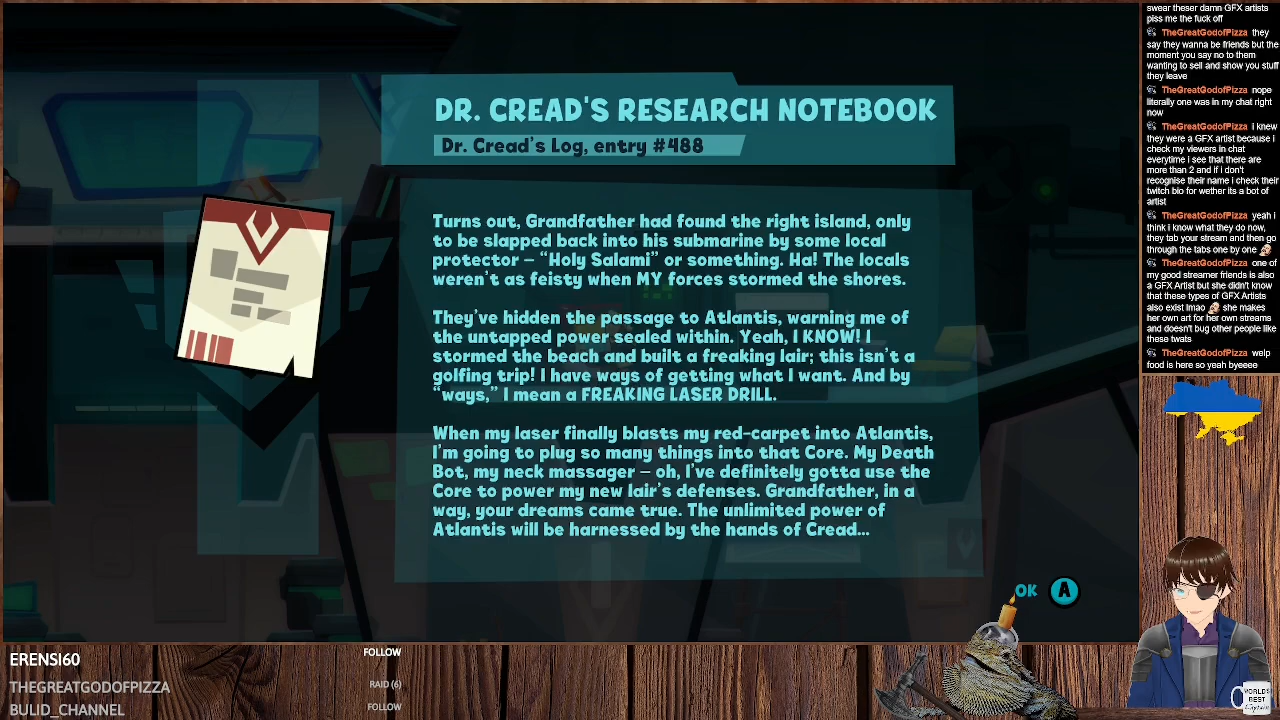 DR. CREAD'S RESEARCH NOTEBOOK
Dr. Cread's Log, entry #488
Turns out, Grandfather had found the right island, only
to be slapped back into his submarine by some local
protector – “Holy Salami” or something. Ha! The locals
weren't as feisty when MY forces stormed the shores.
They've hidden the passage to Atlantis, warning me of
the untapped power sealed within. Yeah, I KNOW! I
stormed the beach and built a freaking lair; this isn't a
golfing trip! I have ways of getting what I want. And by
“ways,” I mean a FREAKING LASER DRILL.
When my laser finally blasts my red-carpet into Atlantis,
I'm going to plug so many things into that Core. My Death
Bot, my neck massager – oh, I've definitely gotta use the
Core to power my new lair's defenses. Grandfather, in a
way, your dreams came true. The unlimited power of
Atlantis will be harnessed by the hands of Cread...
OK A
swear theser damn GFX artists
piss me the fuck off
TheGreatGodofPizza they
say they wanna be friends but the
moment you say no to them
wanting to sell and show you stuff
they leave
TheGreatGodofPizza nope
literally one was in my chat right
now
TheGreatGodofPizza i knew
they were a GFX artist because i
check my viewers in chat
everytime i see that there are
more than 2 and if i don't
recognise their name i check their
twitch bio for wether its a bot of
artist
TheGreatGodofPizza yeah i
think i know what they do now,
they tab your stream and then go
through the tabs one by one
TheGreatGodofPizza one of
my good streamer friends is also
a GFX Artist but she didn't know
that these types of GFX Artists
also exist lmao she makes
her own art for her own streams
and doesn't bug other people like
these twats
TheGreatGodofPizza welp
food is here so yeah byeeee
ERENSI60 FOLLOW
THEGREATGODOFPIZZA RAID (6)
BULID_CHANNEL FOLLOW
WORLD'S
BEST
Captain